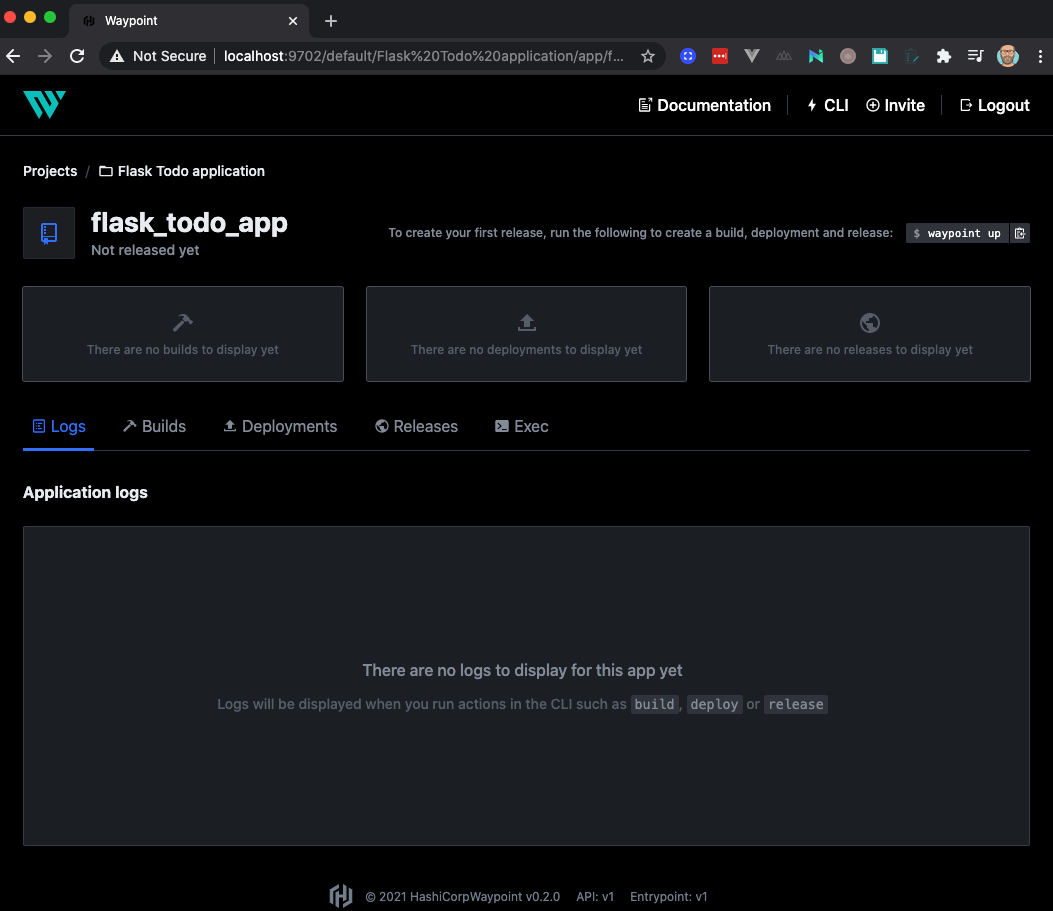 Waypoint
Not Secure localhost:9702/default/Flask%20Todo%20application/app/f...
Documentation CLI Invite Logout
Projects / Flask Todo application
flask_todo_app
Not released yet
To create your first release, run the following to create a build, deployment and release: $ waypoint up
There are no builds to display yet
There are no deployments to display yet
There are no releases to display yet
Logs Builds Deployments Releases Exec
Application logs
There are no logs to display for this app yet
Logs will be displayed when you run actions in the CLI such as build, deploy or release
© 2021 HashiCorpWaypoint v0.2.0 API: v1 Entrypoint: v1